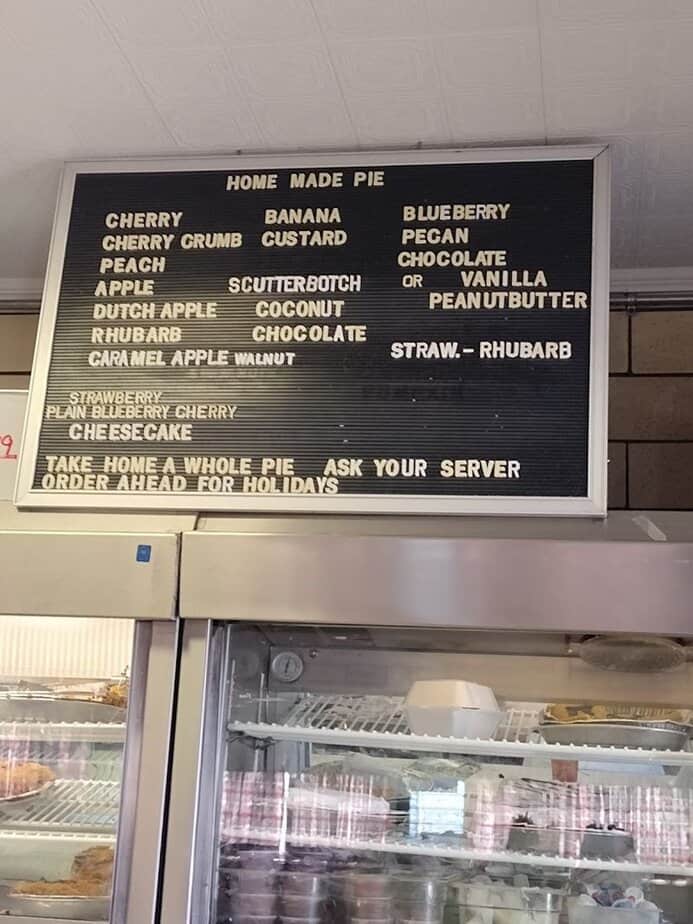 HOME MADE PIE
CHERRY BANANA BLUEBERRY
CHERRY CRUMB CUSTARD PECAN
PEACH CHOCOLATE
APPLE SCUTTERBOTCH OR VANILLA
DUTCH APPLE COCONUT PEANUTBUTTER
RHUBARB CHOCOLATE
CARAMEL APPLE WALNUT STRAW.- RHUBARB
STRAWBERRY
PLAIN BLUEBERRY CHERRY
CHEESECAKE
TAKE HOME A WHOLE PIE ASK YOUR SERVER
ORDER AHEAD FOR HOLIDAYS
9